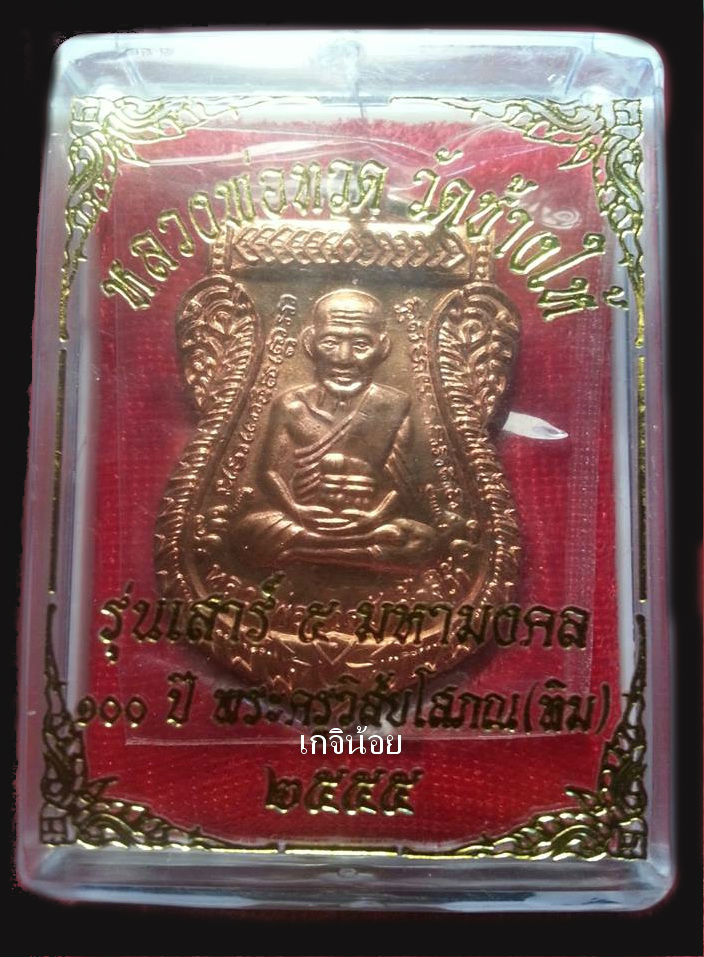 หลวงพ่อทวด วัดช้างให้
รุ่นเสาร์ ๕ มหามงคล
๑๐๐ ปี พระครูวิสัยโสภณ(ทิม)
เกจิน้อย
๒๕๕๕